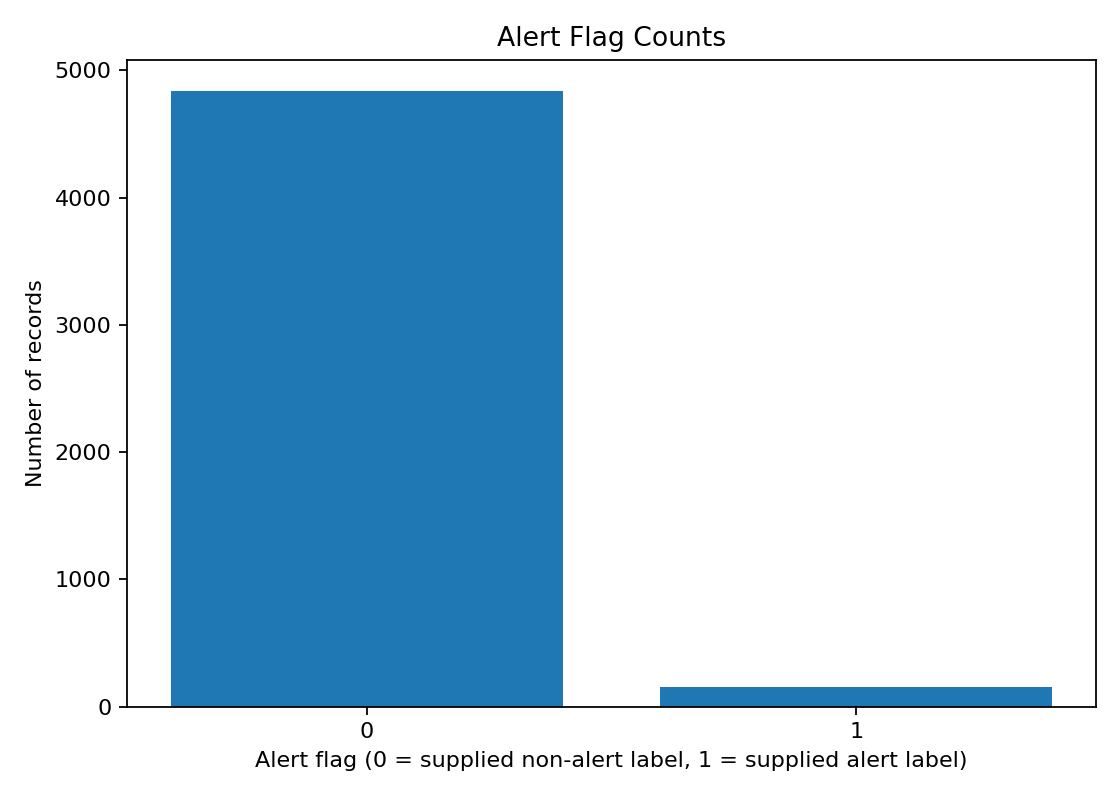 Alert Flag Counts
5000
4000
3000
2000
1000
0
Number of records
0 1
Alert flag (0 = supplied non-alert label, 1 = supplied alert label)